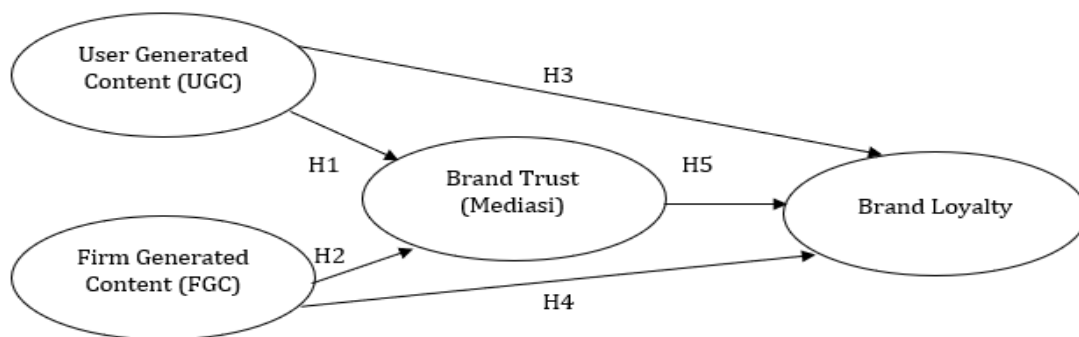 User Generated
Content (UGC)
H3
H1
Brand Trust
(Mediasi)
H5
Brand Loyalty
Firm Generated
Content (FGC)
H2
H4